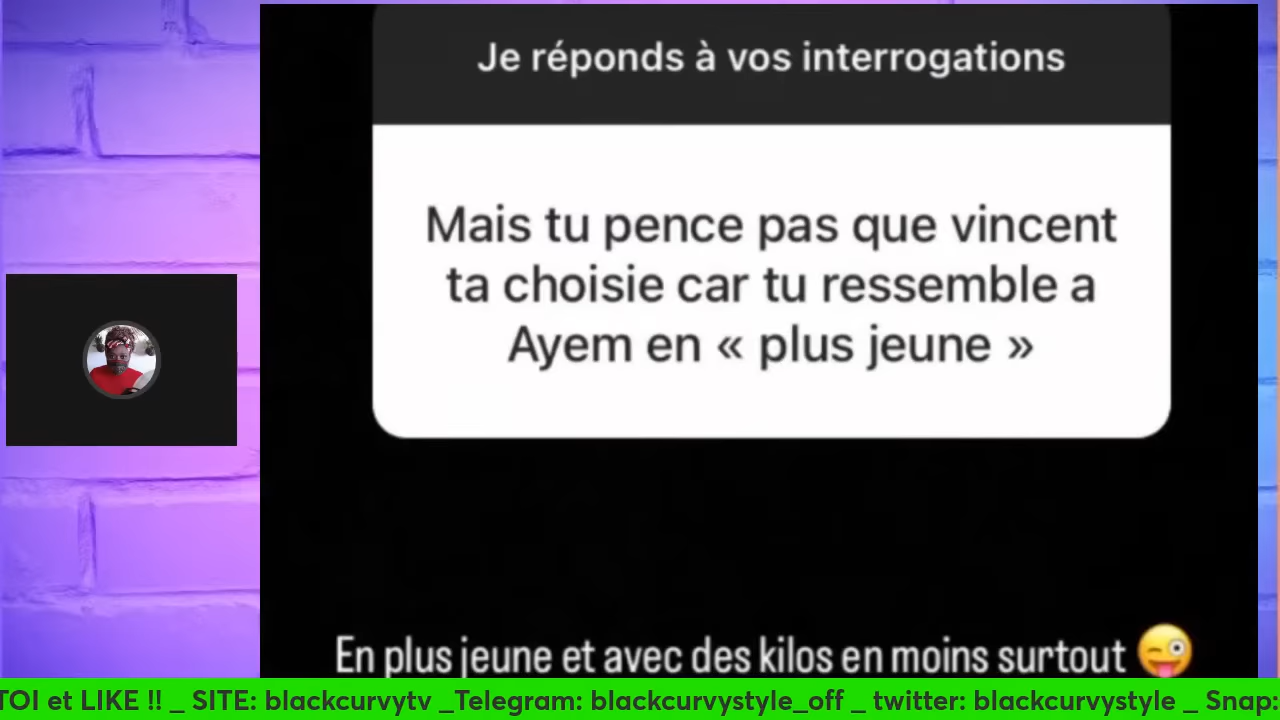 Je réponds à vos interrogations
Mais tu pence pas que vincent
ta choisie car tu ressemble a
Ayem en « plus jeune »
En plus jeune et avec des kilos en moins surtout 😜
TOI et LIKE !! _ SITE: blackcurvytv _Telegram: blackcurvystyle_off _ twitter: blackcurvystyle _ Snap: